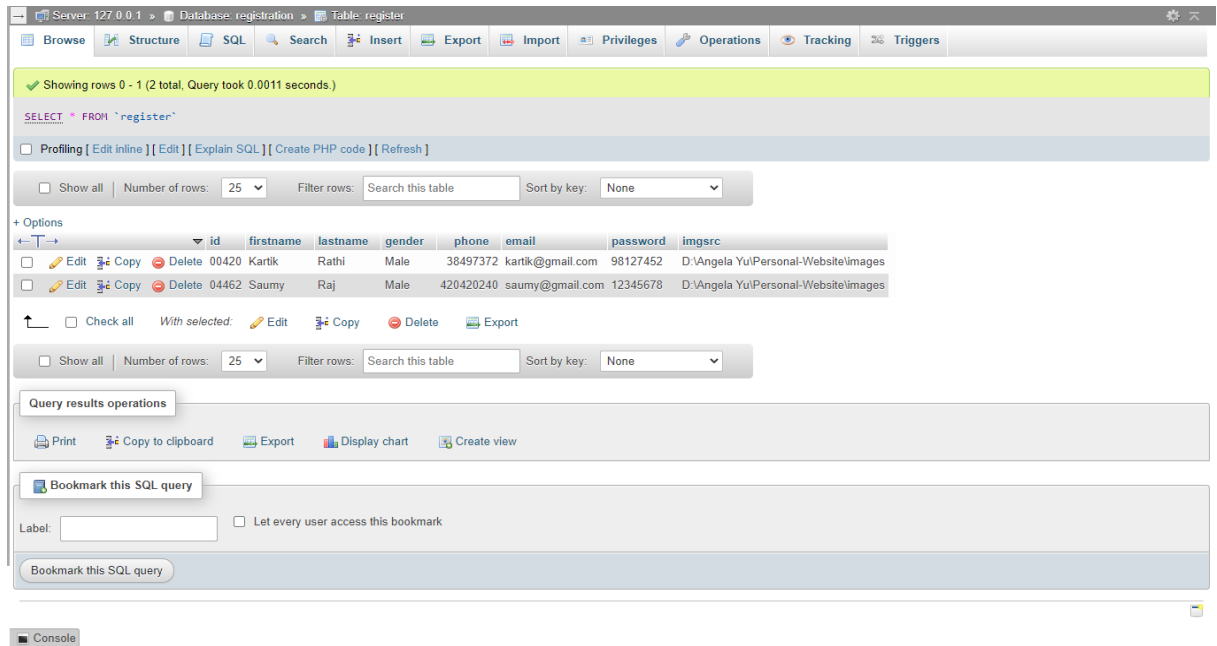 Server: 127.0.0.1 » Database: registration » Table: register
Browse Structure SQL Search Insert Export Import Privileges Operations Tracking Triggers
Showing rows 0 - 1 (2 total, Query took 0.0011 seconds.)
SELECT * FROM `register`
Profiling [ Edit inline ] [ Edit ] [ Explain SQL ] [ Create PHP code ] [ Refresh ]
Show all | Number of rows: 25 Filter rows: Search this table Sort by key: None
+ Options
←T→ id firstname lastname gender phone email password imgsrc
Edit Copy Delete 00420 Kartik Rathi Male 38497372 kartik@gmail.com 98127452 D:\Angela Yu\Personal-Website\images
Edit Copy Delete 04462 Saumy Raj Male 420420240 saumy@gmail.com 12345678 D:\Angela Yu\Personal-Website\images
Check all With selected: Edit Copy Delete Export
Show all | Number of rows: 25 Filter rows: Search this table Sort by key: None
Query results operations
Print Copy to clipboard Export Display chart Create view
Bookmark this SQL query
Label: Let every user access this bookmark
Bookmark this SQL query
Console